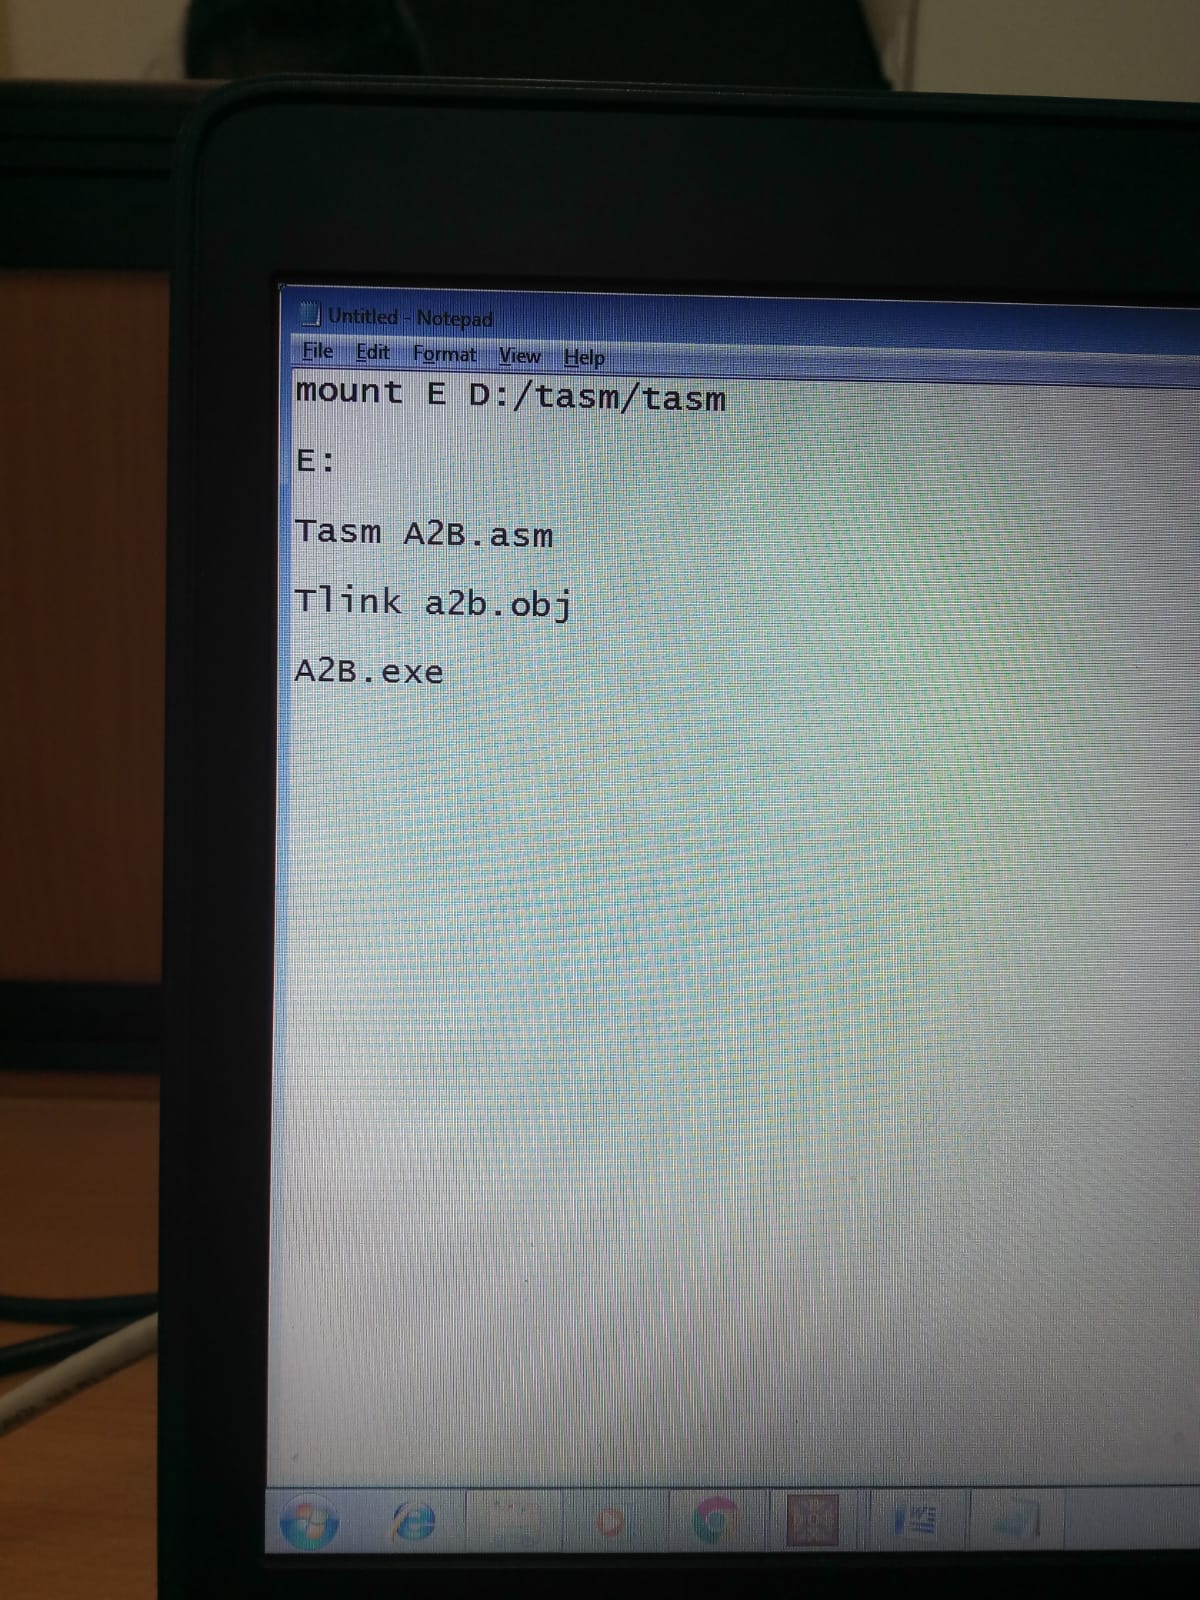 Untitled - Notepad
File Edit Format View Help
mount E D:/tasm/tasm
E:
Tasm A2B.asm
Tlink a2b.obj
A2B.exe